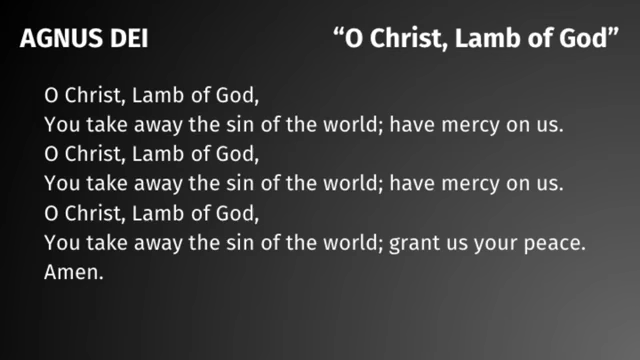 AGNUS DEI “O Christ, Lamb of God”
O Christ, Lamb of God,
You take away the sin of the world; have mercy on us.
O Christ, Lamb of God,
You take away the sin of the world; have mercy on us.
O Christ, Lamb of God,
You take away the sin of the world; grant us your peace.
Amen.